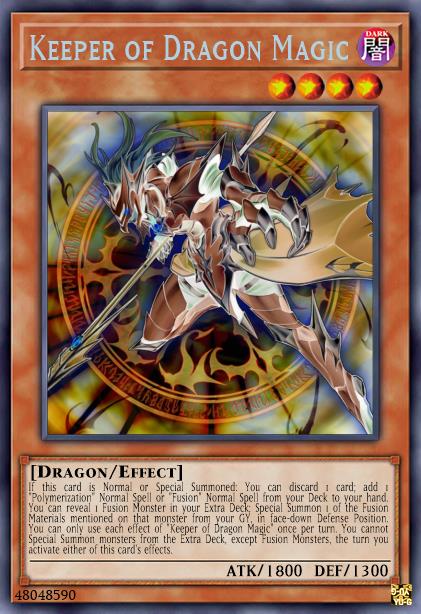 KEEPER OF DRAGON MAGIC
DARK
闇
[DRAGON/EFFECT]
If this card is Normal or Special Summoned: You can discard 1 card; add 1
"Polymerization" Normal Spell or "Fusion" Normal Spell from your Deck to your hand.
You can reveal 1 Fusion Monster in your Extra Deck; Special Summon 1 of the Fusion
Materials mentioned on that monster from your GY, in face-down Defense Position.
You can only use each effect of "Keeper of Dragon Magic" once per turn. You cannot
Special Summon monsters from the Extra Deck, except Fusion Monsters, the turn you
activate either of this card's effects.
ATK/1800 DEF/1300
48048590